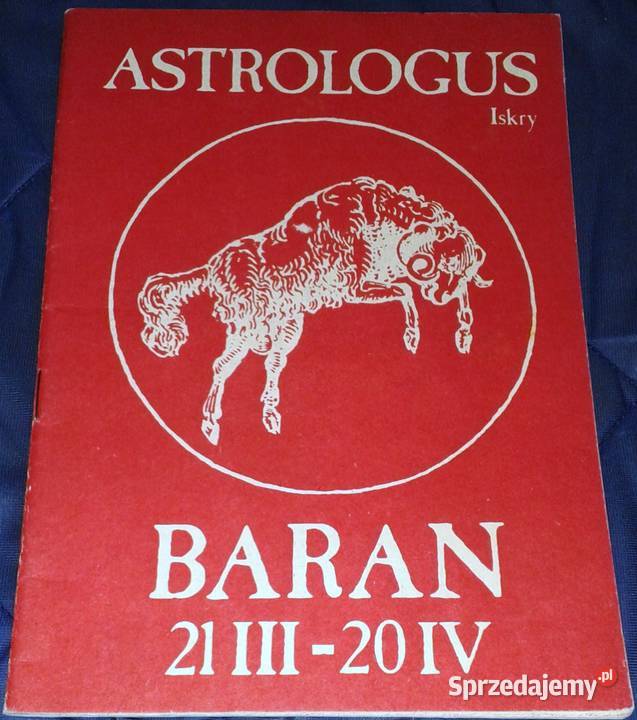 ASTROLOGUS
Iskry
BARAN
21 III - 20 IV
Sprzedajemy.pl